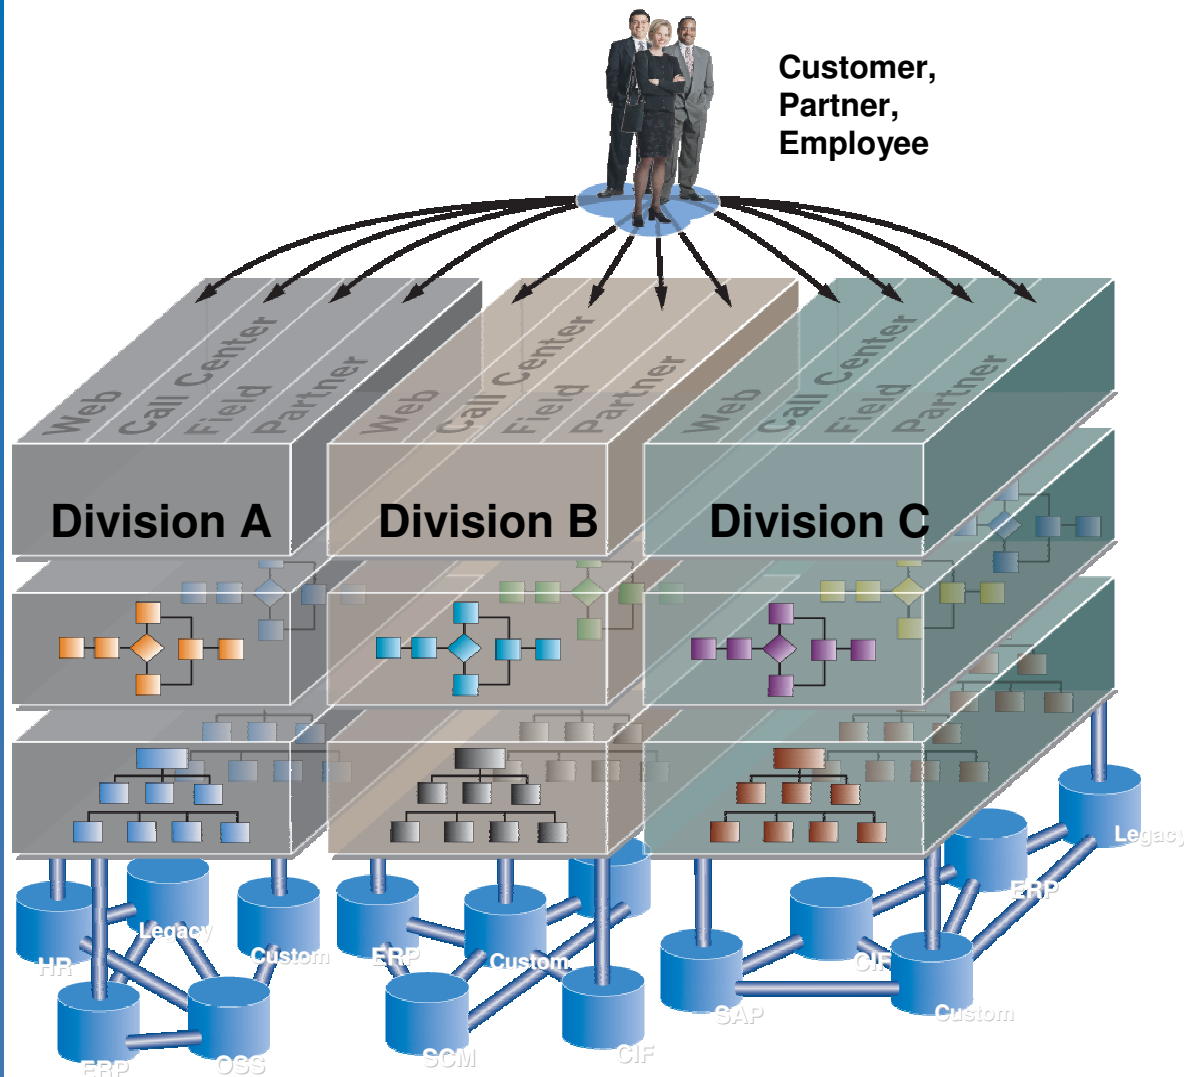 Customer,
Partner,
Employee
Web
Call Center
Field
Partner
Web
Call Center
Field
Partner
Web
Call Center
Field
Partner
Division A
Division B
Division C
Legacy
ERP
Legacy
Custom
HR
ERP
Custom
CIF
SAP
Custom
ERP
OSS
SCM
CIF